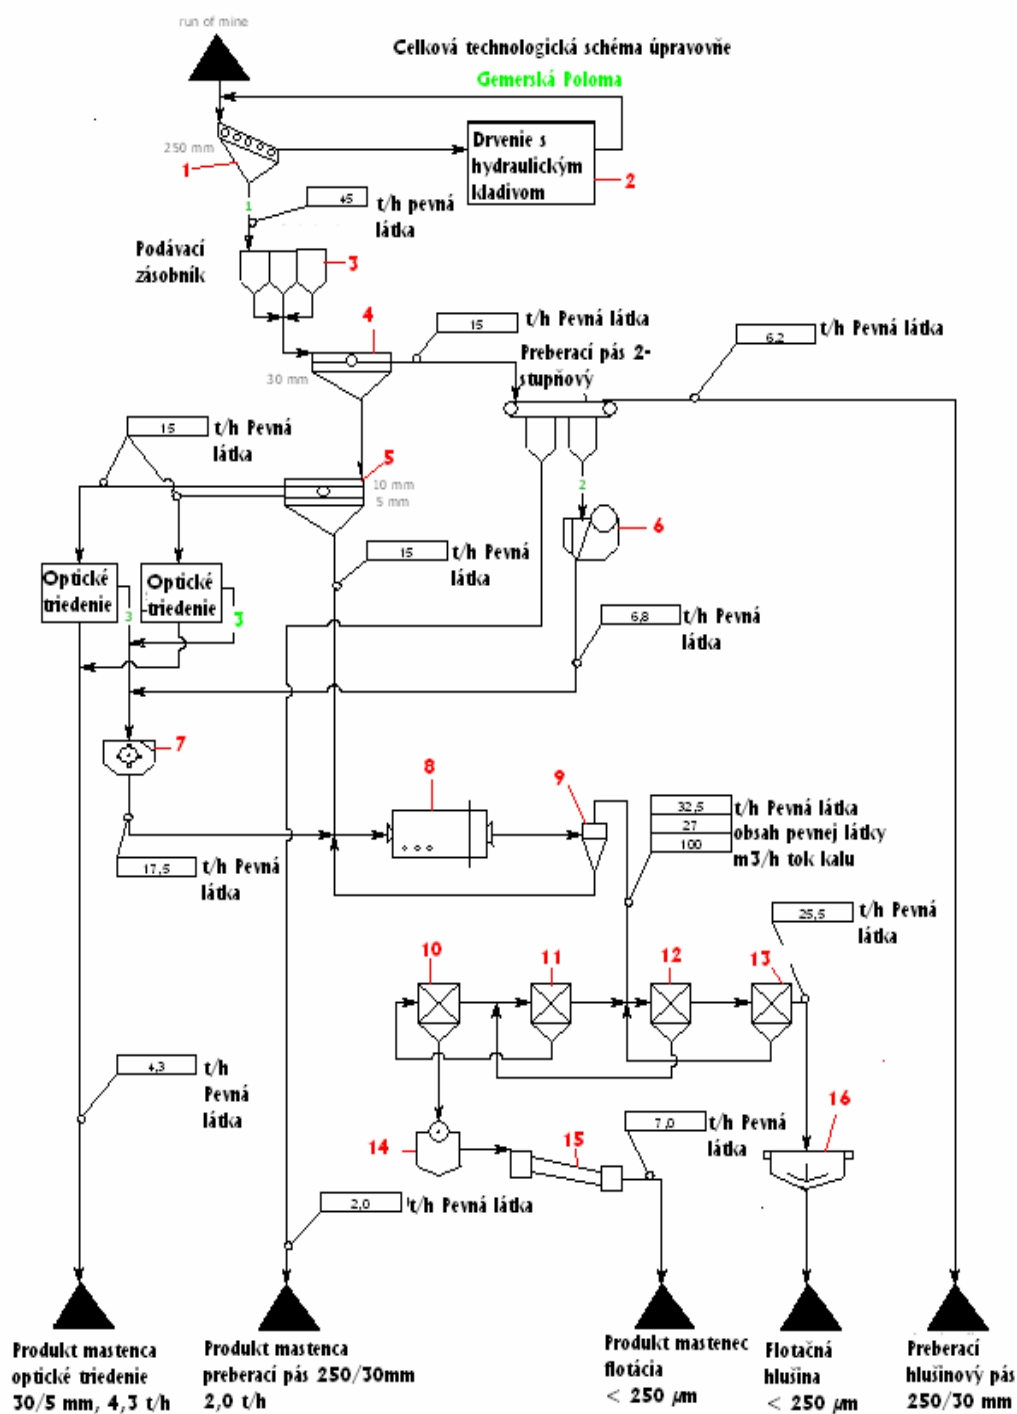 run of mine
Celková technologická schéma úpravovňe
Gemerská Poloma
250 mm
1
Drvenie s
hydraulickým
kladivom
2
1
45
t/h pevná
látka
Podávací
zásobník
3
4
15
t/h Pevná látka
6,2
t/h Pevná látka
30 mm
Preberací pás 2-
stupňový
15
t/h Pevná
látka
5
10 mm
5 mm
2
6
15
t/h Pevná
látka
Optické
triedenie
3
Optické
triedenie
3
6,8
t/h Pevná
látka
7
8
9
32,5
27
100
t/h Pevná látka
obsah pevnej látky
m3/h tok kalu
17,5
t/h Pevná
látka
25,5
t/h Pevná
látka
10
11
12
13
4,3
t/h
Pevná
látka
14
15
7,0
t/h Pevná
látka
16
2,0
t/h Pevná látka
Produkt mastenca
optické triedenie
30/5 mm, 4,3 t/h
Produkt mastenca
preberací pás 250/30mm
2,0 t/h
Produkt mastenec
flotácia
< 250 µm
Flotačná
hlušina
< 250 µm
Preberací
hlušinový pás
250/30 mm